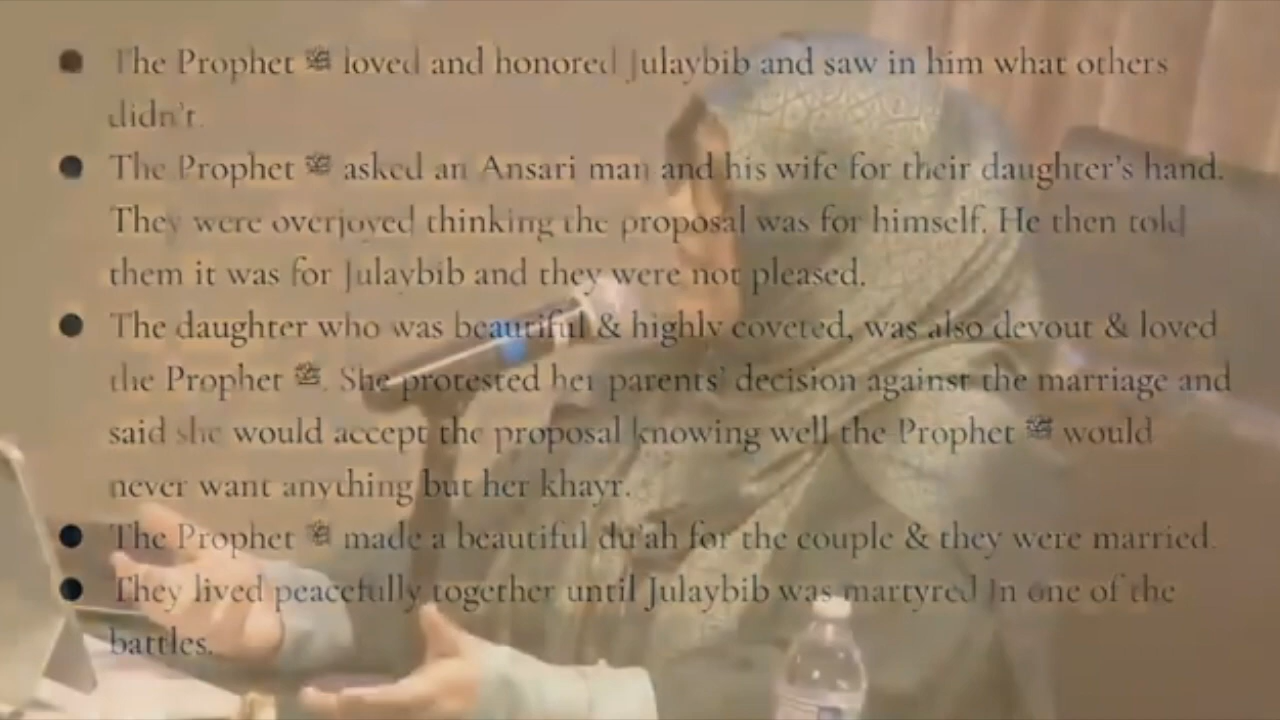 ● The Prophet ﷺ loved and honored Julaybib and saw in him what others
didn't.
● The Prophet ﷺ asked an Ansari man and his wife for their daughter's hand.
They were overjoyed thinking the proposal was for himself. He then told
them it was for Julaybib and they were not pleased.
● The daughter who was beautiful & highly coveted, was also devout & loved
the Prophet ﷺ. She protested her parents' decision against the marriage and
said she would accept the proposal knowing well the Prophet ﷺ would
never want anything but her khayr.
● The Prophet ﷺ made a beautiful du'ah for the couple & they were married.
● They lived peacefully together until Julaybib was martyred In one of the
battles.